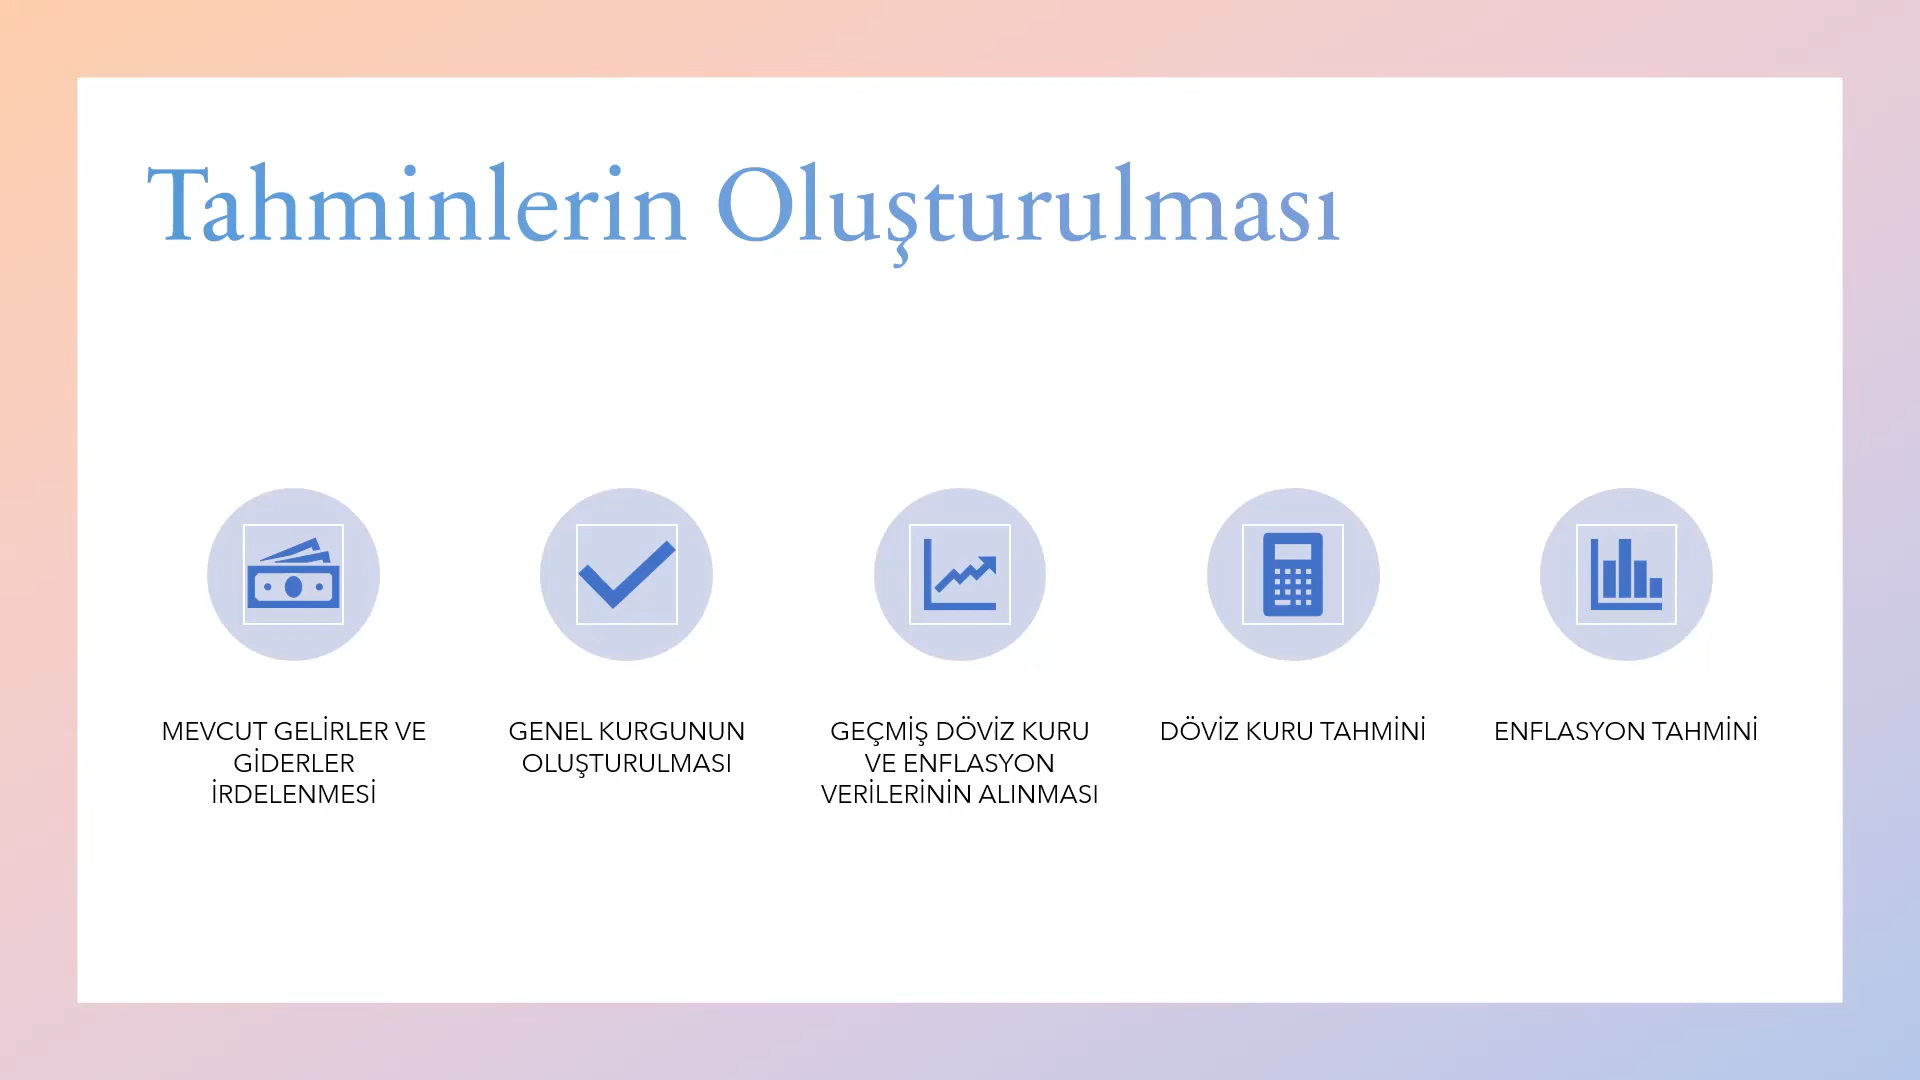 Tahminlerin Oluşturulması
MEVCUT GELİRLER VE
GİDERLER
İRDELENMESİ
GENEL KURGUNUN
OLUŞTURULMASI
GEÇMİŞ DÖVİZ KURU
VE ENFLASYON
VERİLERİNİN ALINMASI
DÖVİZ KURU TAHMİNİ
ENFLASYON TAHMİNİ